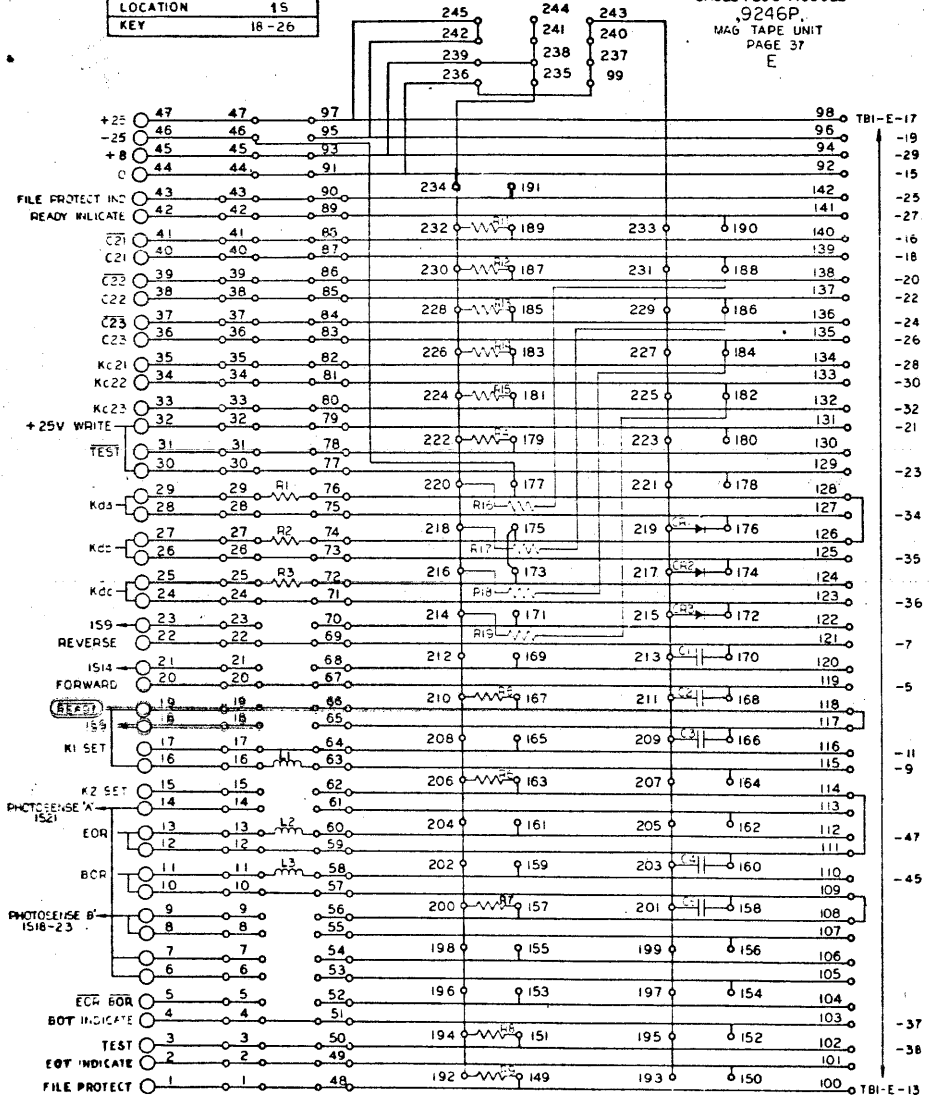 LOCATION 15
KEY 18-26
9246P
MAG TAPE UNIT
PAGE 37
E
245 244 243
242 241 240
239 238 237
236 235 99
47 47 97 98 TB1-E-17
-25 46 46 95 96 -19
+8 45 45 93 94 -29
0 44 44 91 92 -15
234 191
FILE PROTECT IND 43 43 90 142 -25
READY INDICATE 42 42 89 141 -27
232 R11 189 233 190
C21 41 41 88 140 -16
C21 40 40 87 139 -18
230 R12 187 231 188
C22 39 39 86 138 -20
C22 38 38 85 137 -22
228 R13 185 229 186
C23 37 37 84 136 -24
C23 36 36 83 135 -26
226 R14 183 227 184
Kc21 35 35 82 134 -28
Kc22 34 34 81 133 -30
224 R15 181 225 182
Kc23 33 33 80 132 -32
+25V WRITE 32 32 79 131 -21
222 179 223 180
TEST 31 31 78 130
30 30 77 129 -23
220 177 221 178
29 29 R1 76 128
Kda 28 28 75 R16 127 -34
218 175 219 CR1 176
27 27 R2 74 126
Kdb 26 26 73 R17 125 -35
216 173 217 CR2 174
25 25 R3 72 124
Kdc 24 24 71 R18 123 -36
214 171 215 CR3 172
1S9 23 23 70 122
REVERSE 22 22 69 R19 121 -7
212 169 213 C1 170
1S14 21 21 68 120
FORWARD 20 20 67 119 -5
210 167 211 C2 168
READY 19 19 66 118
1S9 18 18 65 117
208 165 209 C3 166
K1 SET 17 17 64 116 -11
16 16 L1 63 115 -9
206 163 207 164
K2 SET 15 15 62 114
PHOTOSENSE 'A' 14 14 61 113
1S21
204 161 205 162
EOR 13 13 L2 60 112 -47
12 12 59 111
202 159 203 C4 160
BOR 11 11 L3 58 110 -45
10 10 57 109
200 R7 157 201 158
PHOTOSENSE B' 9 9 56 108
1S18-23 8 8 55 107
198 155 199 156
7 7 54 106
6 6 53 105
196 153 197 154
EOR BOR 5 5 52 104
BOT INDICATE 4 4 51 103 -37
194 R8 151 195 152
TEST 3 3 50 102 -38
EOT INDICATE 2 2 49 101
192 149 193 150
FILE PROTECT 1 1 48 100 TB1-E-13